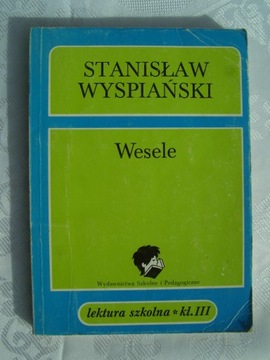 STANISŁAW
WYSPIAŃSKI
Wesele
Wydawnictwa Szkolne i Pedagogiczne
lektura szkolna * kl. III